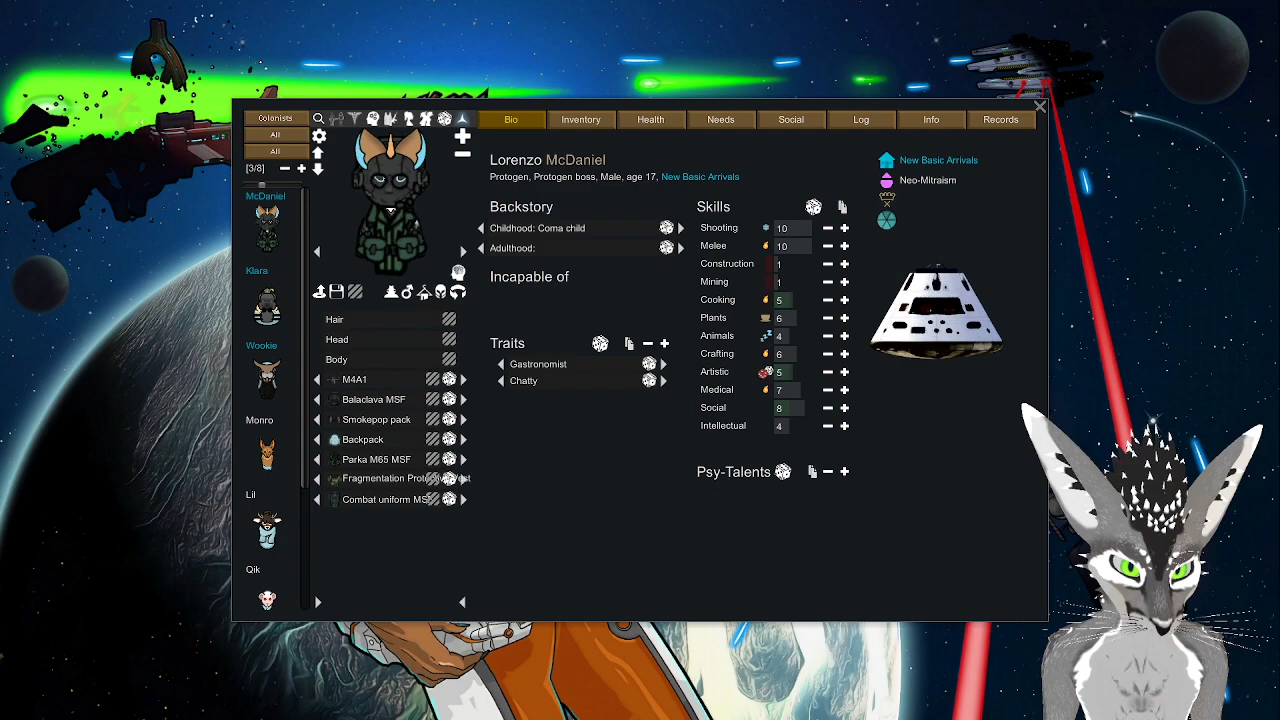 Colonists
All
All
[3/8]
McDaniel
Klara
Wookie
Monro
Lil
Qik
Bio
Inventory
Health
Needs
Social
Log
Info
Records
Lorenzo McDaniel
Protogen, Protogen boss, Male, age 17, New Basic Arrivals
New Basic Arrivals
Neo-Mitraism
Backstory
Childhood: Coma child
Adulthood:
Incapable of
Traits
Gastronomist
Chatty
Skills
Shooting 10
Melee 10
Construction 1
Mining 1
Cooking 5
Plants 6
Animals 4
Crafting 6
Artistic 5
Medical 7
Social 8
Intellectual 4
Psy-Talents
Hair
Head
Body
M4A1
Balaclava MSF
Smokepop pack
Backpack
Parka M65 MSF
Fragmentation
Combat uniform